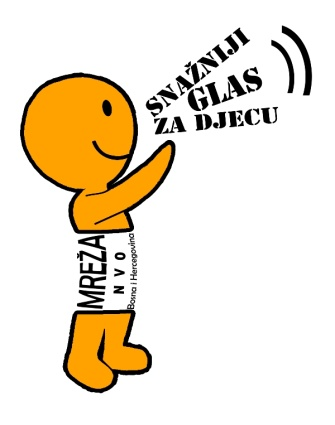 SNAŽNIJI
GLAS
ZA DJECU
MREŽA
NVO
Bosna i Hercegovina